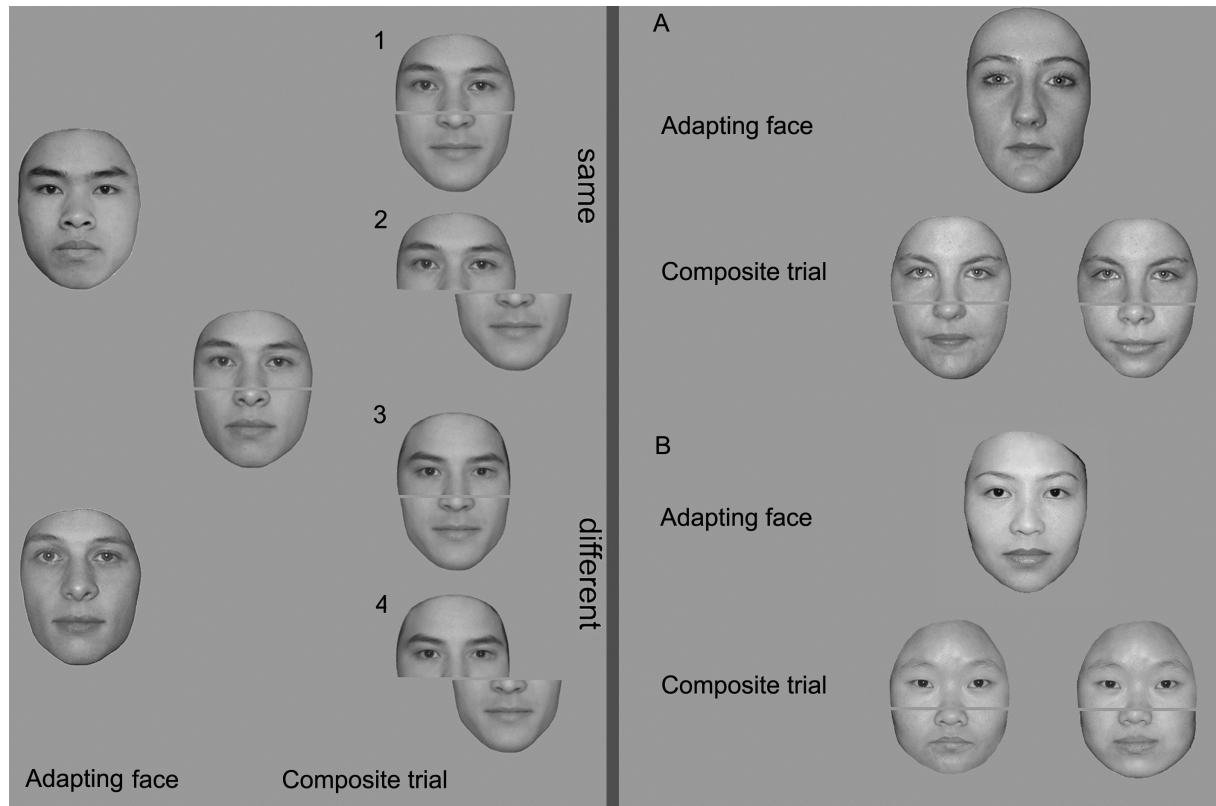 1
same
2
3
different
4
Adapting face
Composite trial
A
Adapting face
Composite trial
B
Adapting face
Composite trial